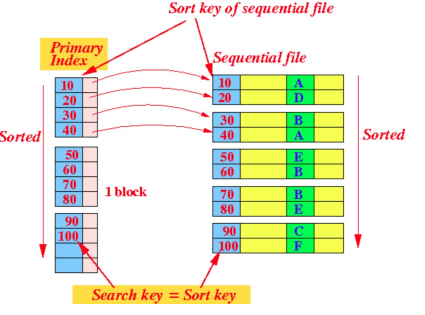 Sort key of sequential file
Primary
Index
Sequential file
10
20
30
40
50
60
70
80
90
100
Sorted
1 block
10 A
20 D
30 B
40 A
50 E
60 B
70 B
80 E
90 C
100 F
Sorted
Search key = Sort key